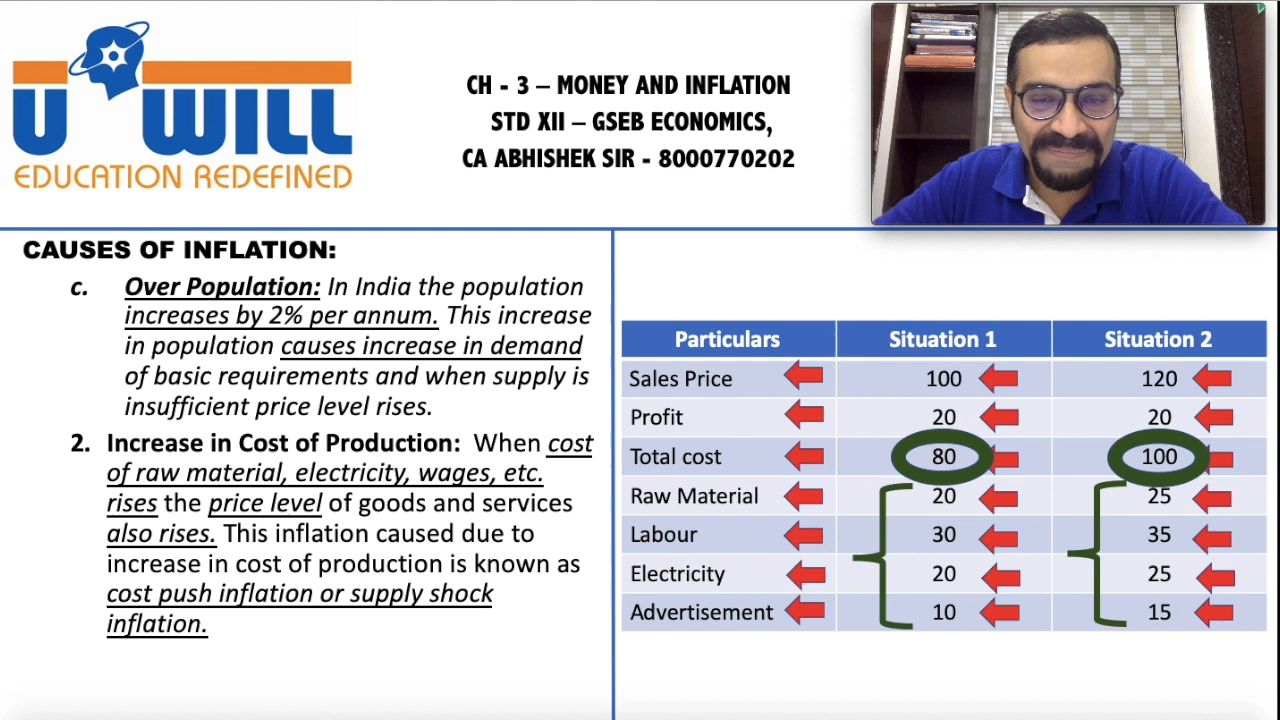 U WILL
EDUCATION REDEFINED
CH - 3 – MONEY AND INFLATION
STD XII – GSEB ECONOMICS,
CA ABHISHEK SIR - 8000770202
CAUSES OF INFLATION:
c. Over Population: In India the population
increases by 2% per annum. This increase
in population causes increase in demand
of basic requirements and when supply is
insufficient price level rises.
2. Increase in Cost of Production: When cost
of raw material, electricity, wages, etc.
rises the price level of goods and services
also rises. This inflation caused due to
increase in cost of production is known as
cost push inflation or supply shock
inflation.
Particulars Situation 1 Situation 2
Sales Price 100 120
Profit 20 20
Total cost 80 100
Raw Material 20 25
Labour 30 35
Electricity 20 25
Advertisement 10 15